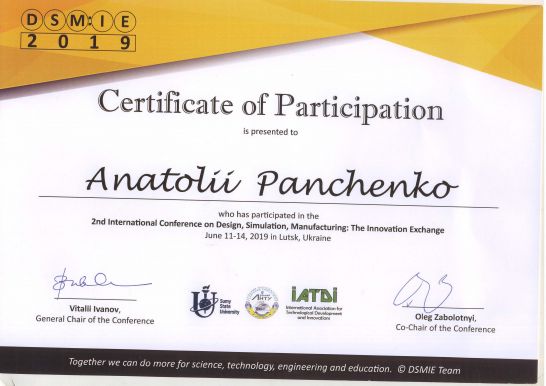 DSM:IE
2019
Certificate of Participation
is presented to
Anatolii Panchenko
who has participated in the
2nd International Conference on Design, Simulation, Manufacturing: The Innovation Exchange
June 11-14, 2019 in Lutsk, Ukraine
Vitalii Ivanov,
General Chair of the Conference
Sumy
State
University
ЛНТУ
iATDi
International Association for
Technological Development
and Innovations
Oleg Zabolotnyi,
Co-Chair of the Conference
Together we can do more for science, technology, engineering and education. © DSMIE Team